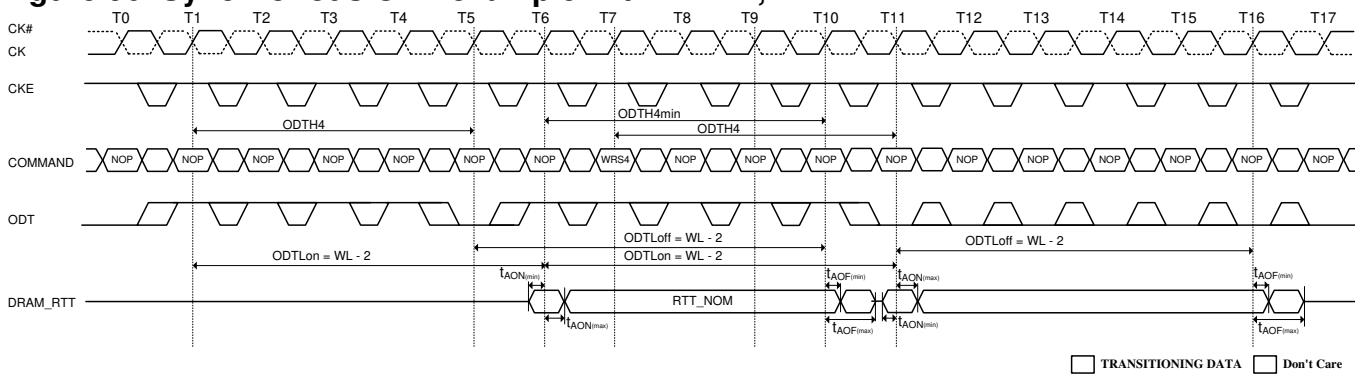 T0 T1 T2 T3 T4 T5 T6 T7 T8 T9 T10 T11 T12 T13 T14 T15 T16 T17
CK#
CK
CKE
ODTH4min
ODTH4 ODTH4
COMMAND NOP NOP NOP NOP NOP NOP NOP WRS4 NOP NOP NOP NOP NOP NOP NOP NOP NOP NOP
ODT
ODTLoff = WL - 2 ODTLoff = WL - 2
ODTLon = WL - 2 ODTLon = WL - 2
tAON(min) tAOF(min) tAON(max) tAOF(min)
DRAM_RTT RTT_NOM
tAON(max) tAOF(max) tAON(min) tAOF(max)
TRANSITIONING DATA Don't Care